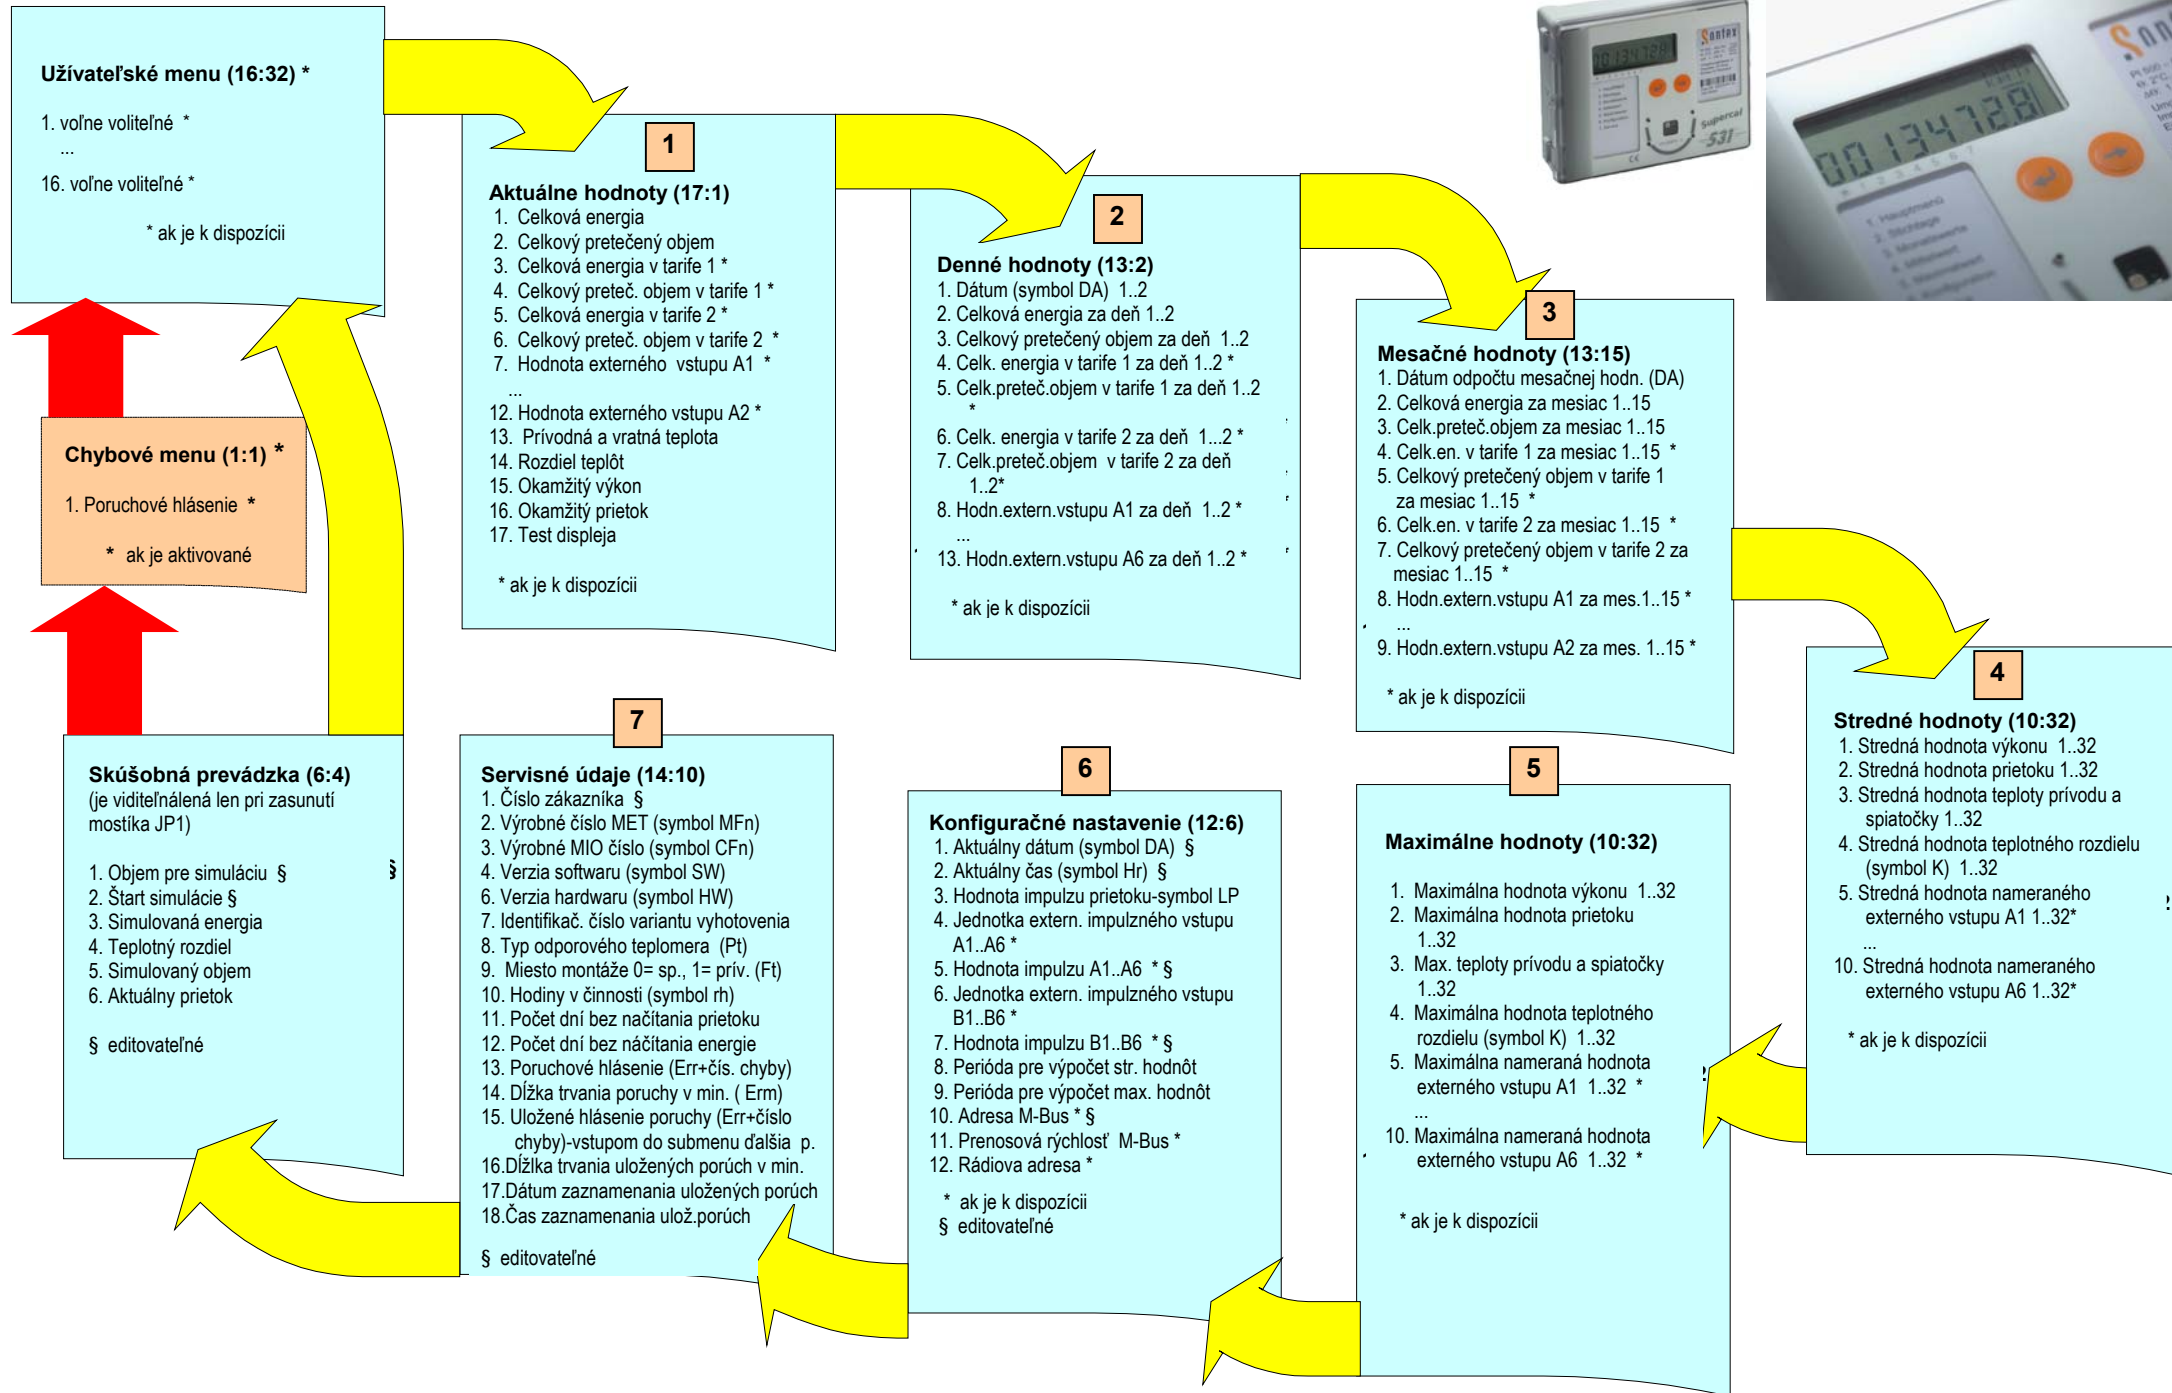 Užívateľské menu (16:32) *
1. voľne voliteľné *
...
16. voľne voliteľné *
* ak je k dispozícii
Chybové menu (1:1) *
1. Poruchové hlásenie *
* ak je aktivované
1
Aktuálne hodnoty (17:1)
1. Celková energia
2. Celkový pretečený objem
3. Celková energia v tarife 1 *
4. Celkový preteč. objem v tarife 1 *
5. Celková energia v tarife 2 *
6. Celkový preteč. objem v tarife 2 *
7. Hodnota externého vstupu A1 *
...
12. Hodnota externého vstupu A2 *
13. Prívodná a vratná teplota
14. Rozdiel teplôt
15. Okamžitý výkon
16. Okamžitý prietok
17. Test displeja
* ak je k dispozícii
2
Denné hodnoty (13:2)
1. Dátum (symbol DA) 1..2
2. Celková energia za deň 1..2
3. Celkový pretečený objem za deň 1..2
4. Celk. energia v tarife 1 za deň 1..2 *
5. Celk.preteč.objem v tarife 1 za deň 1..2
*
6. Celk. energia v tarife 2 za deň 1...2 *
7. Celk.preteč.objem v tarife 2 za deň
1..2*
8. Hodn.extern.vstupu A1 za deň 1..2 *
...
13. Hodn.extern.vstupu A6 za deň 1..2 *
* ak je k dispozícii
3
Mesačné hodnoty (13:15)
1. Dátum odpočtu mesačnej hodn. (DA)
2. Celková energia za mesiac 1..15
3. Celk.preteč.objem za mesiac 1..15
4. Celk.en. v tarife 1 za mesiac 1..15 *
5. Celkový pretečený objem v tarife 1
za mesiac 1..15 *
6. Celk.en. v tarife 2 za mesiac 1..15 *
7. Celkový pretečený objem v tarife 2 za
mesiac 1..15 *
8. Hodn.extern.vstupu A1 za mes.1..15 *
...
9. Hodn.extern.vstupu A2 za mes. 1..15 *
* ak je k dispozícii
Sontex
Supercal
531
0013472.8
1. Hauptmenü
2. Stichtage
3. Monatswerte
4. Mittelwert
5. Maximalwert
6. Konfiguration
4
Stredné hodnoty (10:32)
1. Stredná hodnota výkonu 1..32
2. Stredná hodnota prietoku 1..32
3. Stredná hodnota teploty prívodu a
spiatočky 1..32
4. Stredná hodnota teplotného rozdielu
(symbol K) 1..32
5. Stredná hodnota nameraného
externého vstupu A1 1..32*
...
10. Stredná hodnota nameraného
externého vstupu A6 1..32*
* ak je k dispozícii
5
Maximálne hodnoty (10:32)
1. Maximálna hodnota výkonu 1..32
2. Maximálna hodnota prietoku
1..32
3. Max. teploty prívodu a spiatočky
1..32
4. Maximálna hodnota teplotného
rozdielu (symbol K) 1..32
5. Maximálna nameraná hodnota
externého vstupu A1 1..32 *
...
10. Maximálna nameraná hodnota
externého vstupu A6 1..32 *
* ak je k dispozícii
6
Konfiguračné nastavenie (12:6)
1. Aktuálny dátum (symbol DA) §
2. Aktuálny čas (symbol Hr) §
3. Hodnota impulzu prietoku-symbol LP
4. Jednotka extern. impulzného vstupu
A1..A6 *
5. Hodnota impulzu A1..A6 * §
6. Jednotka extern. impulzného vstupu
B1..B6 *
7. Hodnota impulzu B1..B6 * §
8. Perióda pre výpočet str. hodnôt
9. Perióda pre výpočet max. hodnôt
10. Adresa M-Bus * §
11. Prenosová rýchlosť M-Bus *
12. Rádiova adresa *
* ak je k dispozícii
§ editovateľné
7
Servisné údaje (14:10)
1. Číslo zákazníka §
2. Výrobné číslo MET (symbol MFn)
3. Výrobné MIO číslo (symbol CFn)
4. Verzia softwaru (symbol SW)
6. Verzia hardwaru (symbol HW)
7. Identifikač. číslo variantu vyhotovenia
8. Typ odporového teplomera (Pt)
9. Miesto montáže 0= sp., 1= prív. (Ft)
10. Hodiny v činnosti (symbol rh)
11. Počet dní bez načítania prietoku
12. Počet dní bez náčítania energie
13. Poruchové hlásenie (Err+čís. chyby)
14. Dĺžka trvania poruchy v min. ( Erm)
15. Uložené hlásenie poruchy (Err+číslo
chyby)-vstupom do submenu ďalšia p.
16.Dĺžlka trvania uložených porúch v min.
17.Dátum zaznamenania uložených porúch
18.Čas zaznamenania ulož.porúch
§ editovateľné
Skúšobná prevádzka (6:4)
(je viditeľnálená len pri zasunutí
mostíka JP1)
1. Objem pre simuláciu §
§
2. Štart simulácie §
3. Simulovaná energia
4. Teplotný rozdiel
5. Simulovaný objem
6. Aktuálny prietok
§ editovateľné